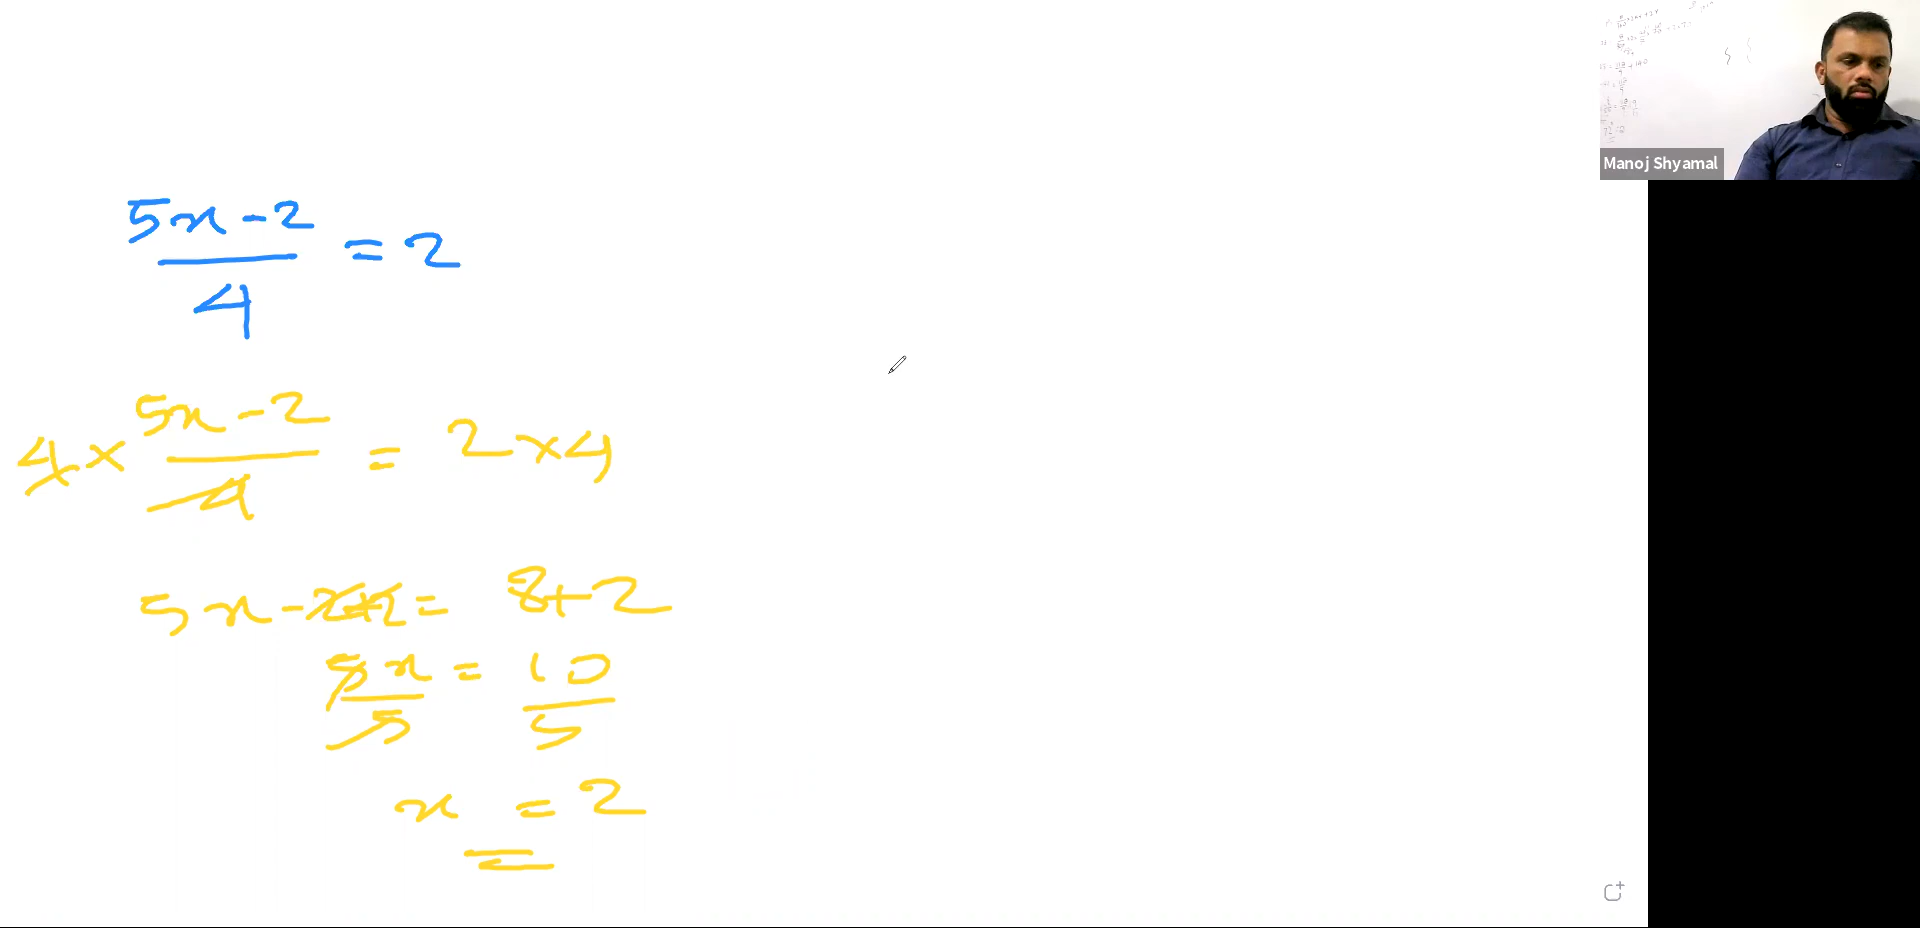 5x-2
― = 2
4
4 × 5x-2
― = 2 × 4
4
5x - 2+2 = 8+2
5x = 10
― ―
5 5
x = 2
Manoj Shyamal